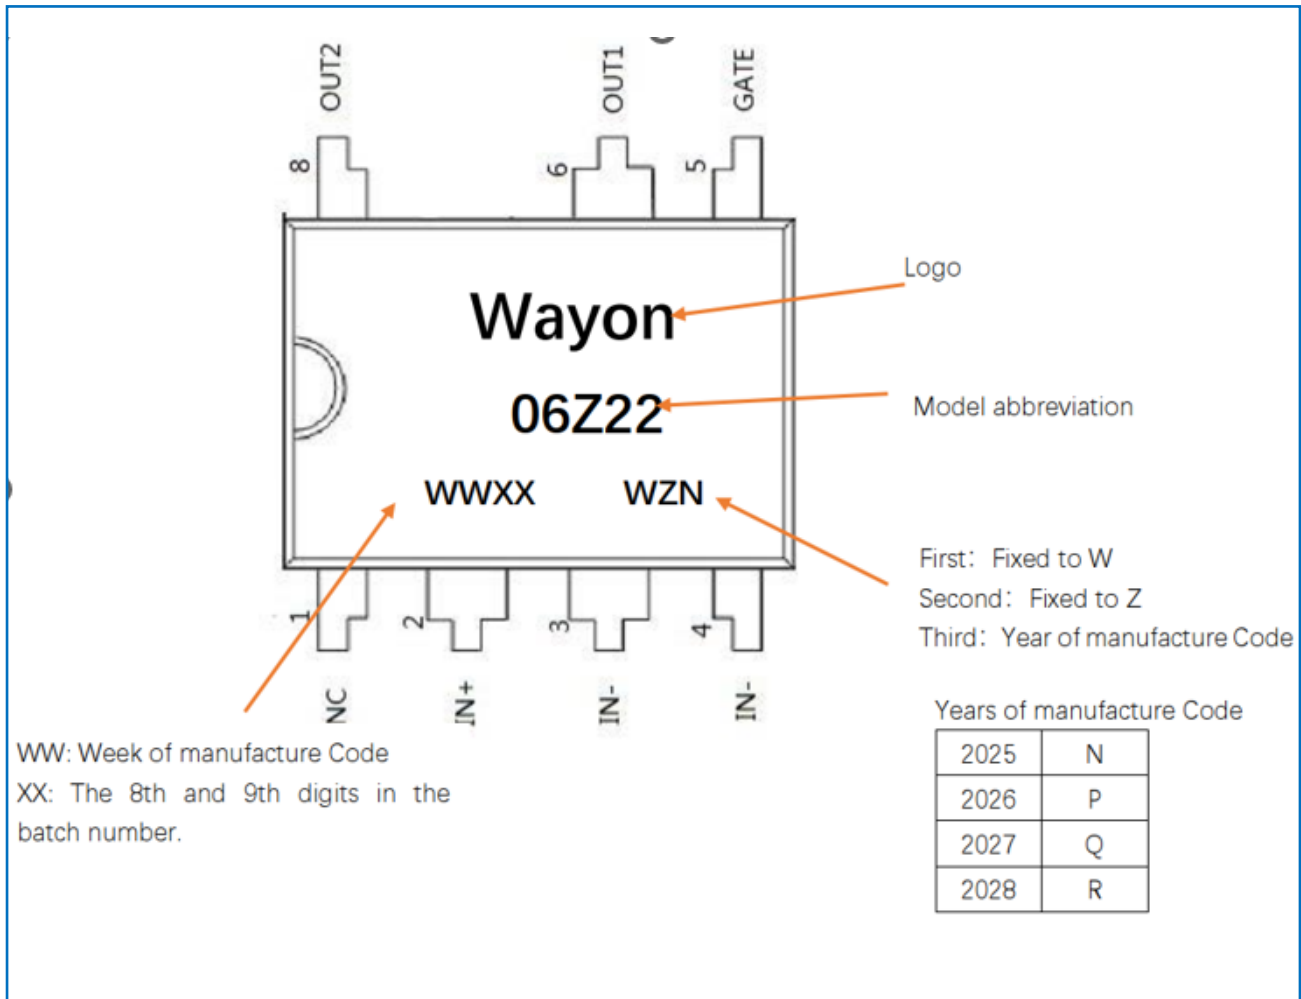 OUT2
OUT1
GATE
8
6
5
Logo
Wayon
06Z22
Model abbreviation
WWXX WZN
First: Fixed to W
Second: Fixed to Z
Third: Year of manufacture Code
1
2
3
4
NC
IN+
IN-
IN-
Years of manufacture Code
WW: Week of manufacture Code
XX: The 8th and 9th digits in the
batch number.
2025 N
2026 P
2027 Q
2028 R